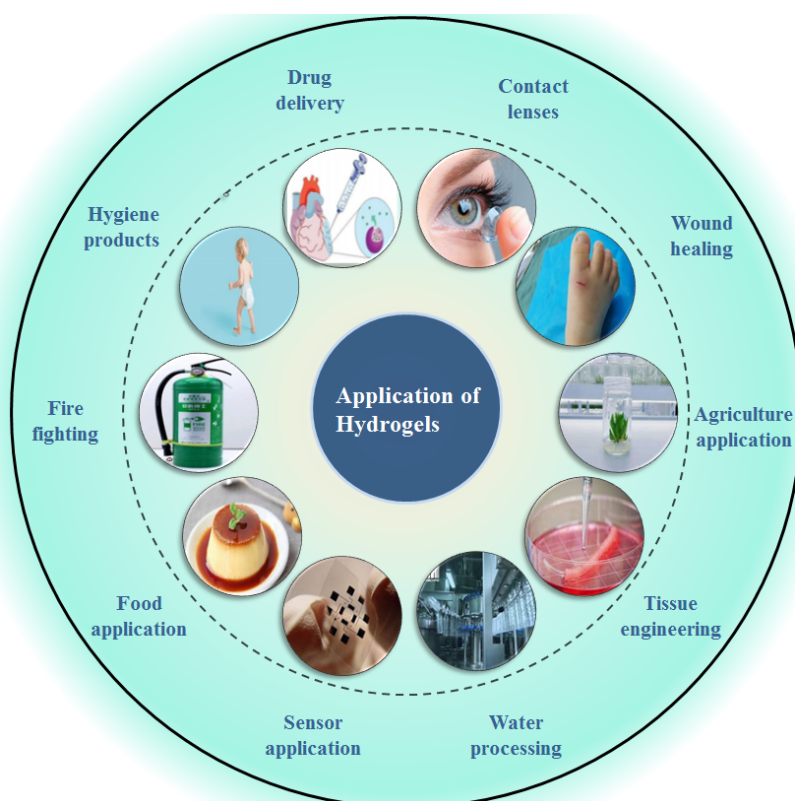 Drug
delivery
Contact
lenses
Hygiene
products
Wound
healing
Application of
Hydrogels
Fire
fighting
Agriculture
application
Food
application
Tissue
engineering
Sensor
application
Water
processing